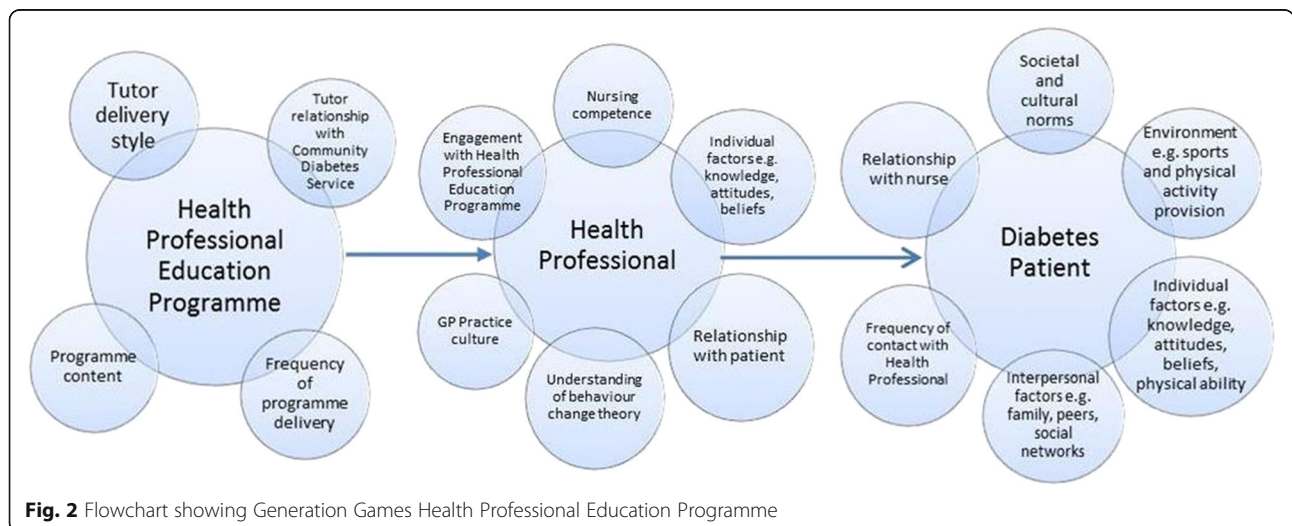 Tutor
delivery
style
Tutor
relationship
with
Community
Diabetes
Service
Health
Professional
Education
Programme
Programme
content
Frequency
of
programme
delivery
Nursing
competence
Engagement
with Health
Professional
Education
Programme
Individual
factors e.g.
knowledge,
attitudes,
beliefs
Health
Professional
GP Practice
culture
Understanding
of behaviour
change theory
Relationship
with patient
Societal
and
cultural
norms
Relationship
with nurse
Environment
e.g. sports
and physical
activity
provision
Diabetes
Patient
Frequency of
contact with
Health
Professional
Interpersonal
factors e.g.
family, peers,
social
networks
Individual
factors e.g.
knowledge,
attitudes,
beliefs,
physical ability
Fig. 2 Flowchart showing Generation Games Health Professional Education Programme